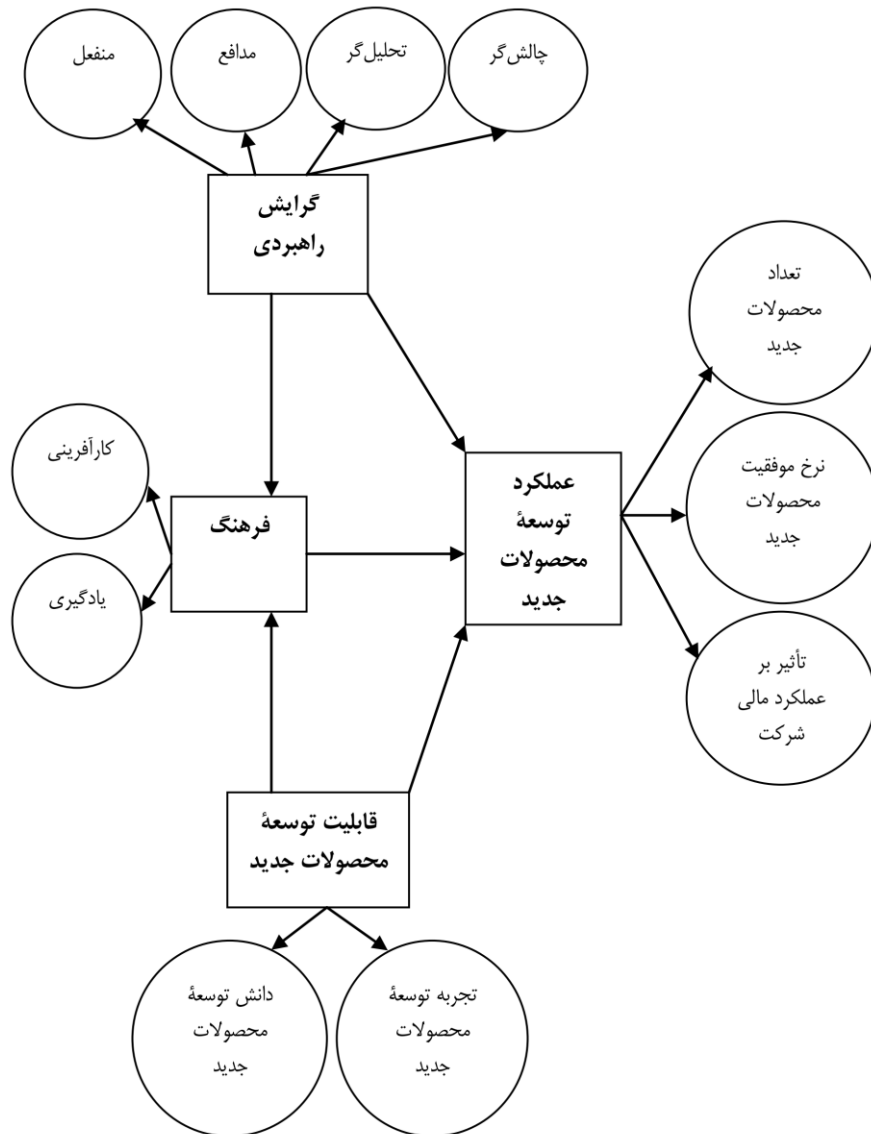 چالش‌گر
تحلیل‌گر
مدافع
منفعل
گرایش
راهبردی
تعداد
محصولات
جدید
کارآفرینی
نرخ موفقیت
محصولات
جدید
عملکرد
توسعهٔ
محصولات
جدید
فرهنگ
یادگیری
تأثیر بر
عملکرد مالی
شرکت
قابلیت توسعهٔ
محصولات جدید
تجربه توسعهٔ
محصولات
جدید
دانش توسعهٔ
محصولات
جدید